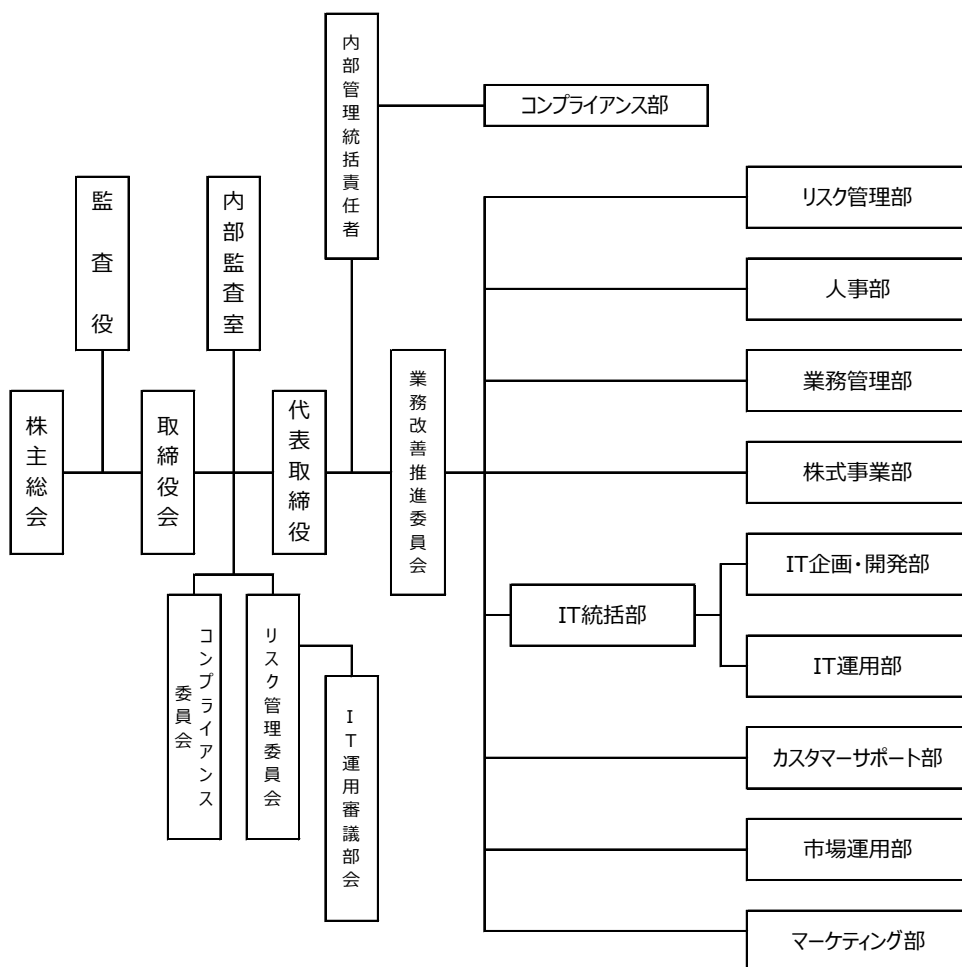 内部管理統括責任者
コンプライアンス部
監査役
内部監査室
リスク管理部
人事部
業務管理部
株主総会
取締役会
代表取締役
業務改善推進委員会
株式事業部
IT企画・開発部
IT統括部
IT運用部
コンプライアンス
委員会
リスク管理委員会
IT運用審議部会
カスタマーサポート部
市場運用部
マーケティング部